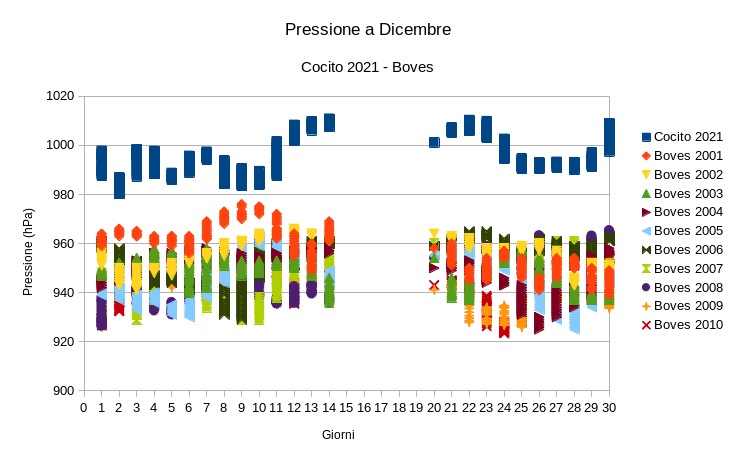 Pressione a Dicembre
Cocito 2021 - Boves
Pressione (hPa)
1020
1000
980
960
940
920
900
0 1 2 3 4 5 6 7 8 9 10 11 12 13 14 15 16 17 18 19 20 21 22 23 24 25 26 27 28 29 30
Giorni
Cocito 2021
Boves 2001
Boves 2002
Boves 2003
Boves 2004
Boves 2005
Boves 2006
Boves 2007
Boves 2008
Boves 2009
Boves 2010